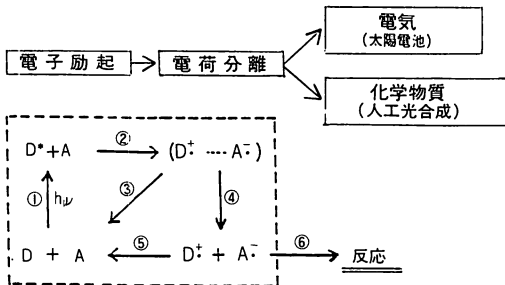 電気
(太陽電池)
電子励起
電荷分離
化学物質
(人工光合成)
D*+A ② (D⁺• ···· A⁻•)
① hν ③ ④
D + A ⑤ D⁺• + A⁻• ⑥ 反応